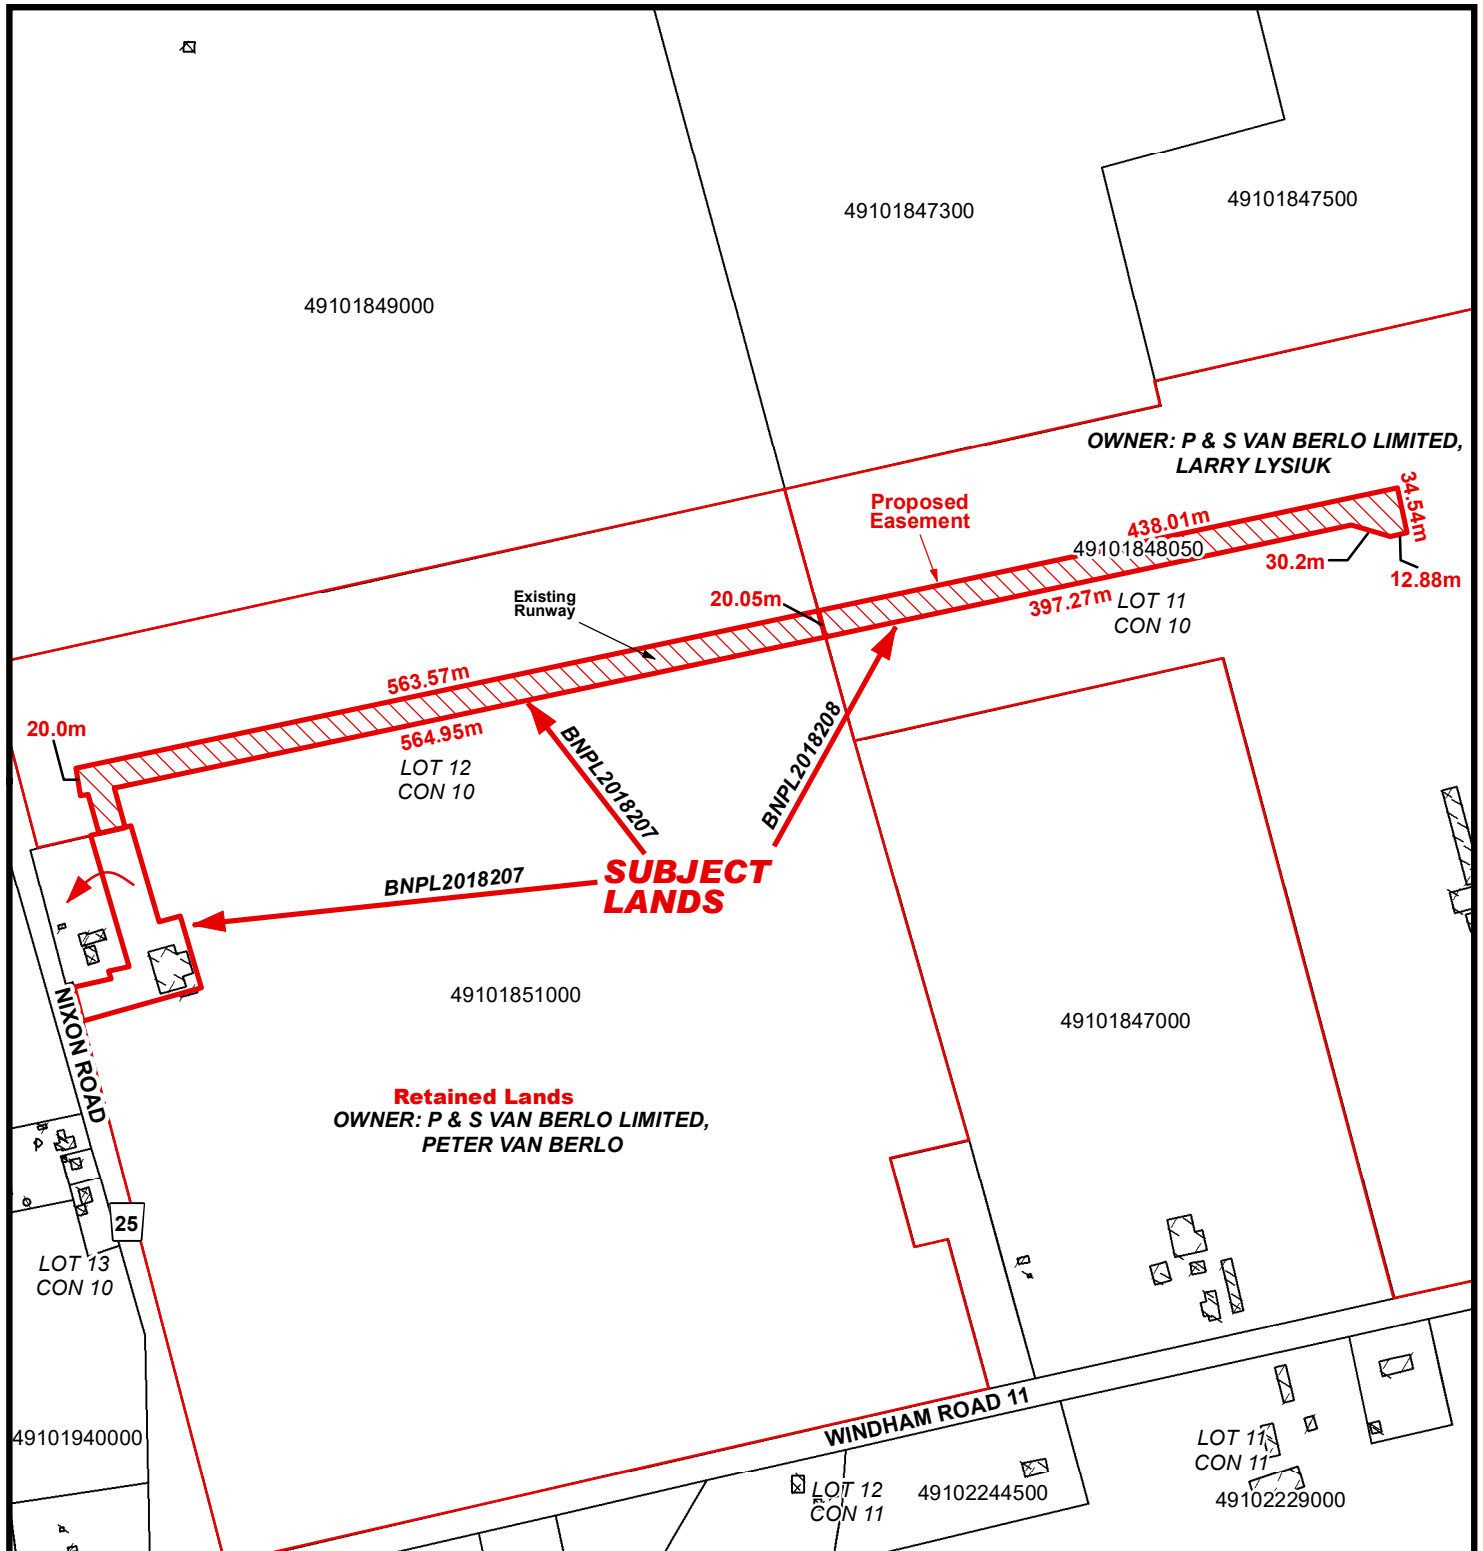 49101847500
49101847300
49101849000
OWNER: P & S VAN BERLO LIMITED,
LARRY LYSIUK
34.54m
Proposed
Easement
438.01m
49101848050
30.2m
12.88m
Existing
Runway
20.05m
397.27m
LOT 11
CON 10
563.57m
20.0m
564.95m
LOT 12
CON 10
BNPL2018207
BNPL2018208
SUBJECT
LANDS
BNPL2018207
49101851000
49101847000
NIXON ROAD
Retained Lands
OWNER: P & S VAN BERLO LIMITED,
PETER VAN BERLO
25
LOT 13
CON 10
WINDHAM ROAD 11
49101940000
LOT 11
CON 11
LOT 12
CON 11
49102244500
49102229000